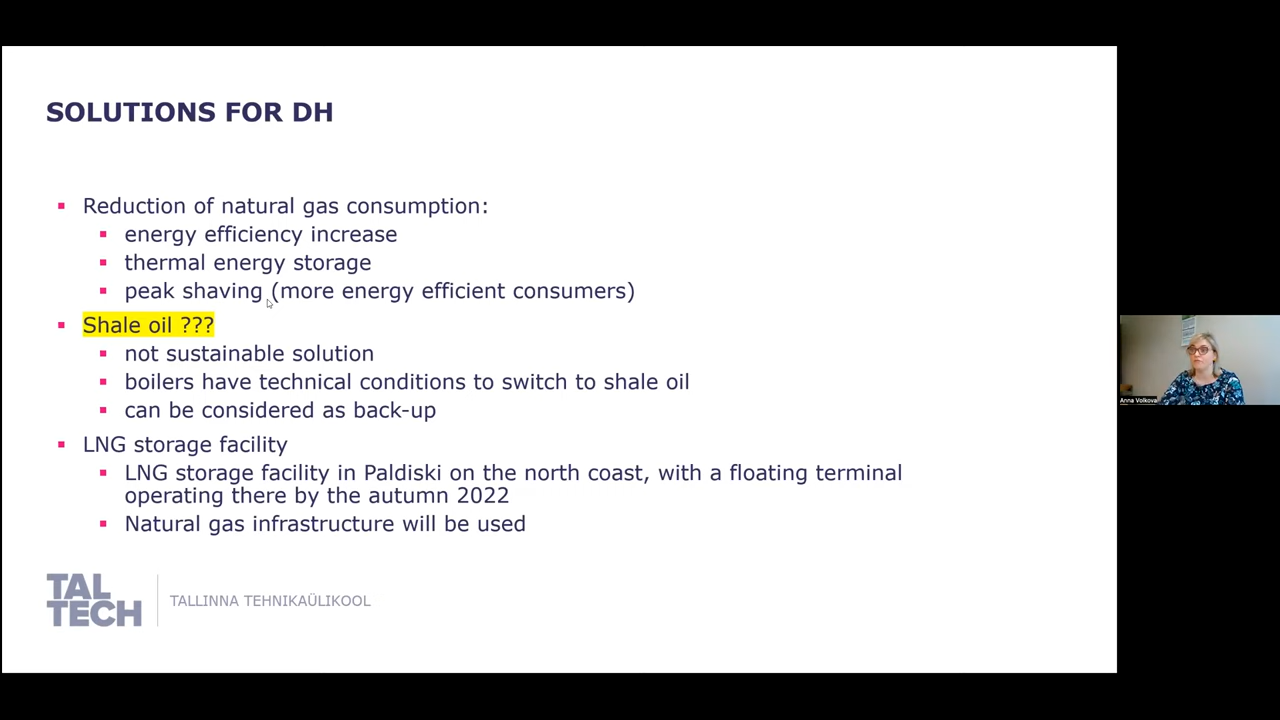 SOLUTIONS FOR DH
Reduction of natural gas consumption:
energy efficiency increase
thermal energy storage
peak shaving (more energy efficient consumers)
Shale oil ???
not sustainable solution
boilers have technical conditions to switch to shale oil
can be considered as back-up
LNG storage facility
LNG storage facility in Paldiski on the north coast, with a floating terminal
operating there by the autumn 2022
Natural gas infrastructure will be used
TAL
TECH
TALLINNA TEHNIKAÜLIKOOL
Anna Volkova